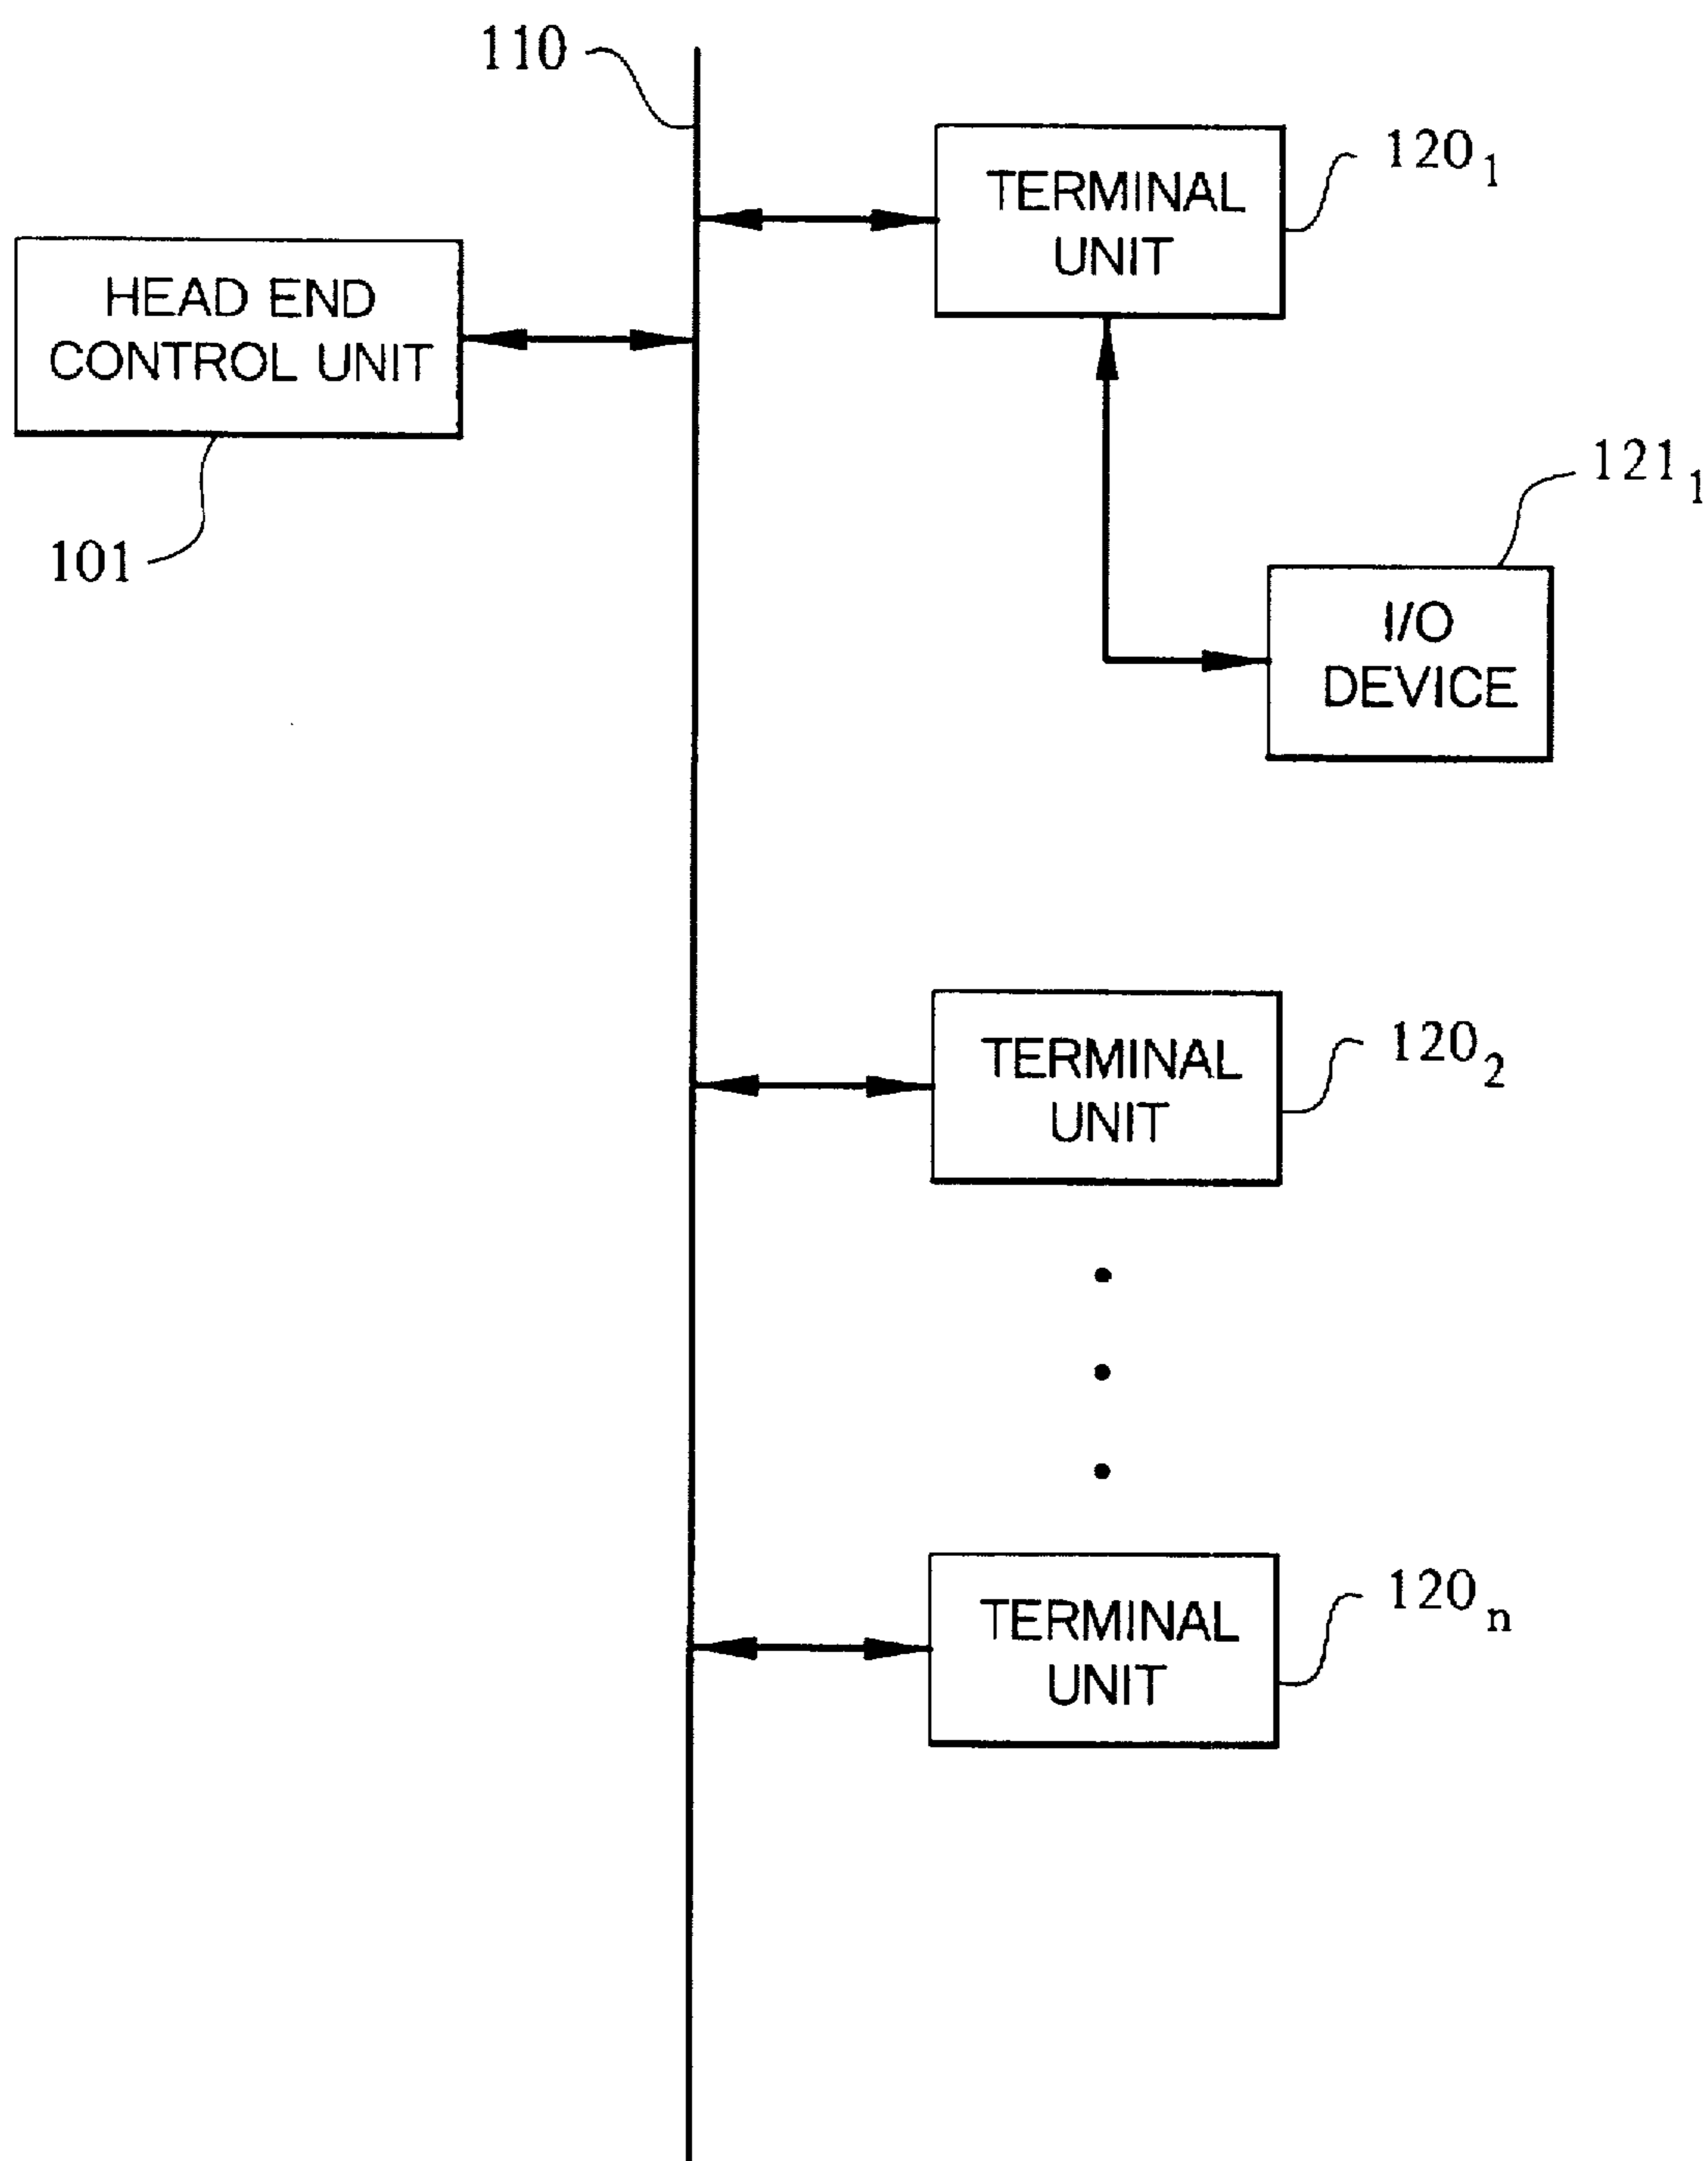 110
120₁
TERMINAL
UNIT
HEAD END
CONTROL UNIT
101
121₁
I/O
DEVICE
120₂
TERMINAL
UNIT
120ₙ
TERMINAL
UNIT